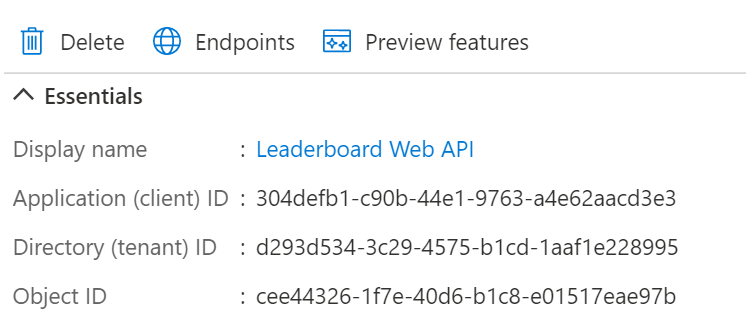 Delete Endpoints Preview features
Essentials
Display name : Leaderboard Web API
Application (client) ID : 304defb1-c90b-44e1-9763-a4e62aacd3e3
Directory (tenant) ID : d293d534-3c29-4575-b1cd-1aaf1e228995
Object ID : cee44326-1f7e-40d6-b1c8-e01517eae97b